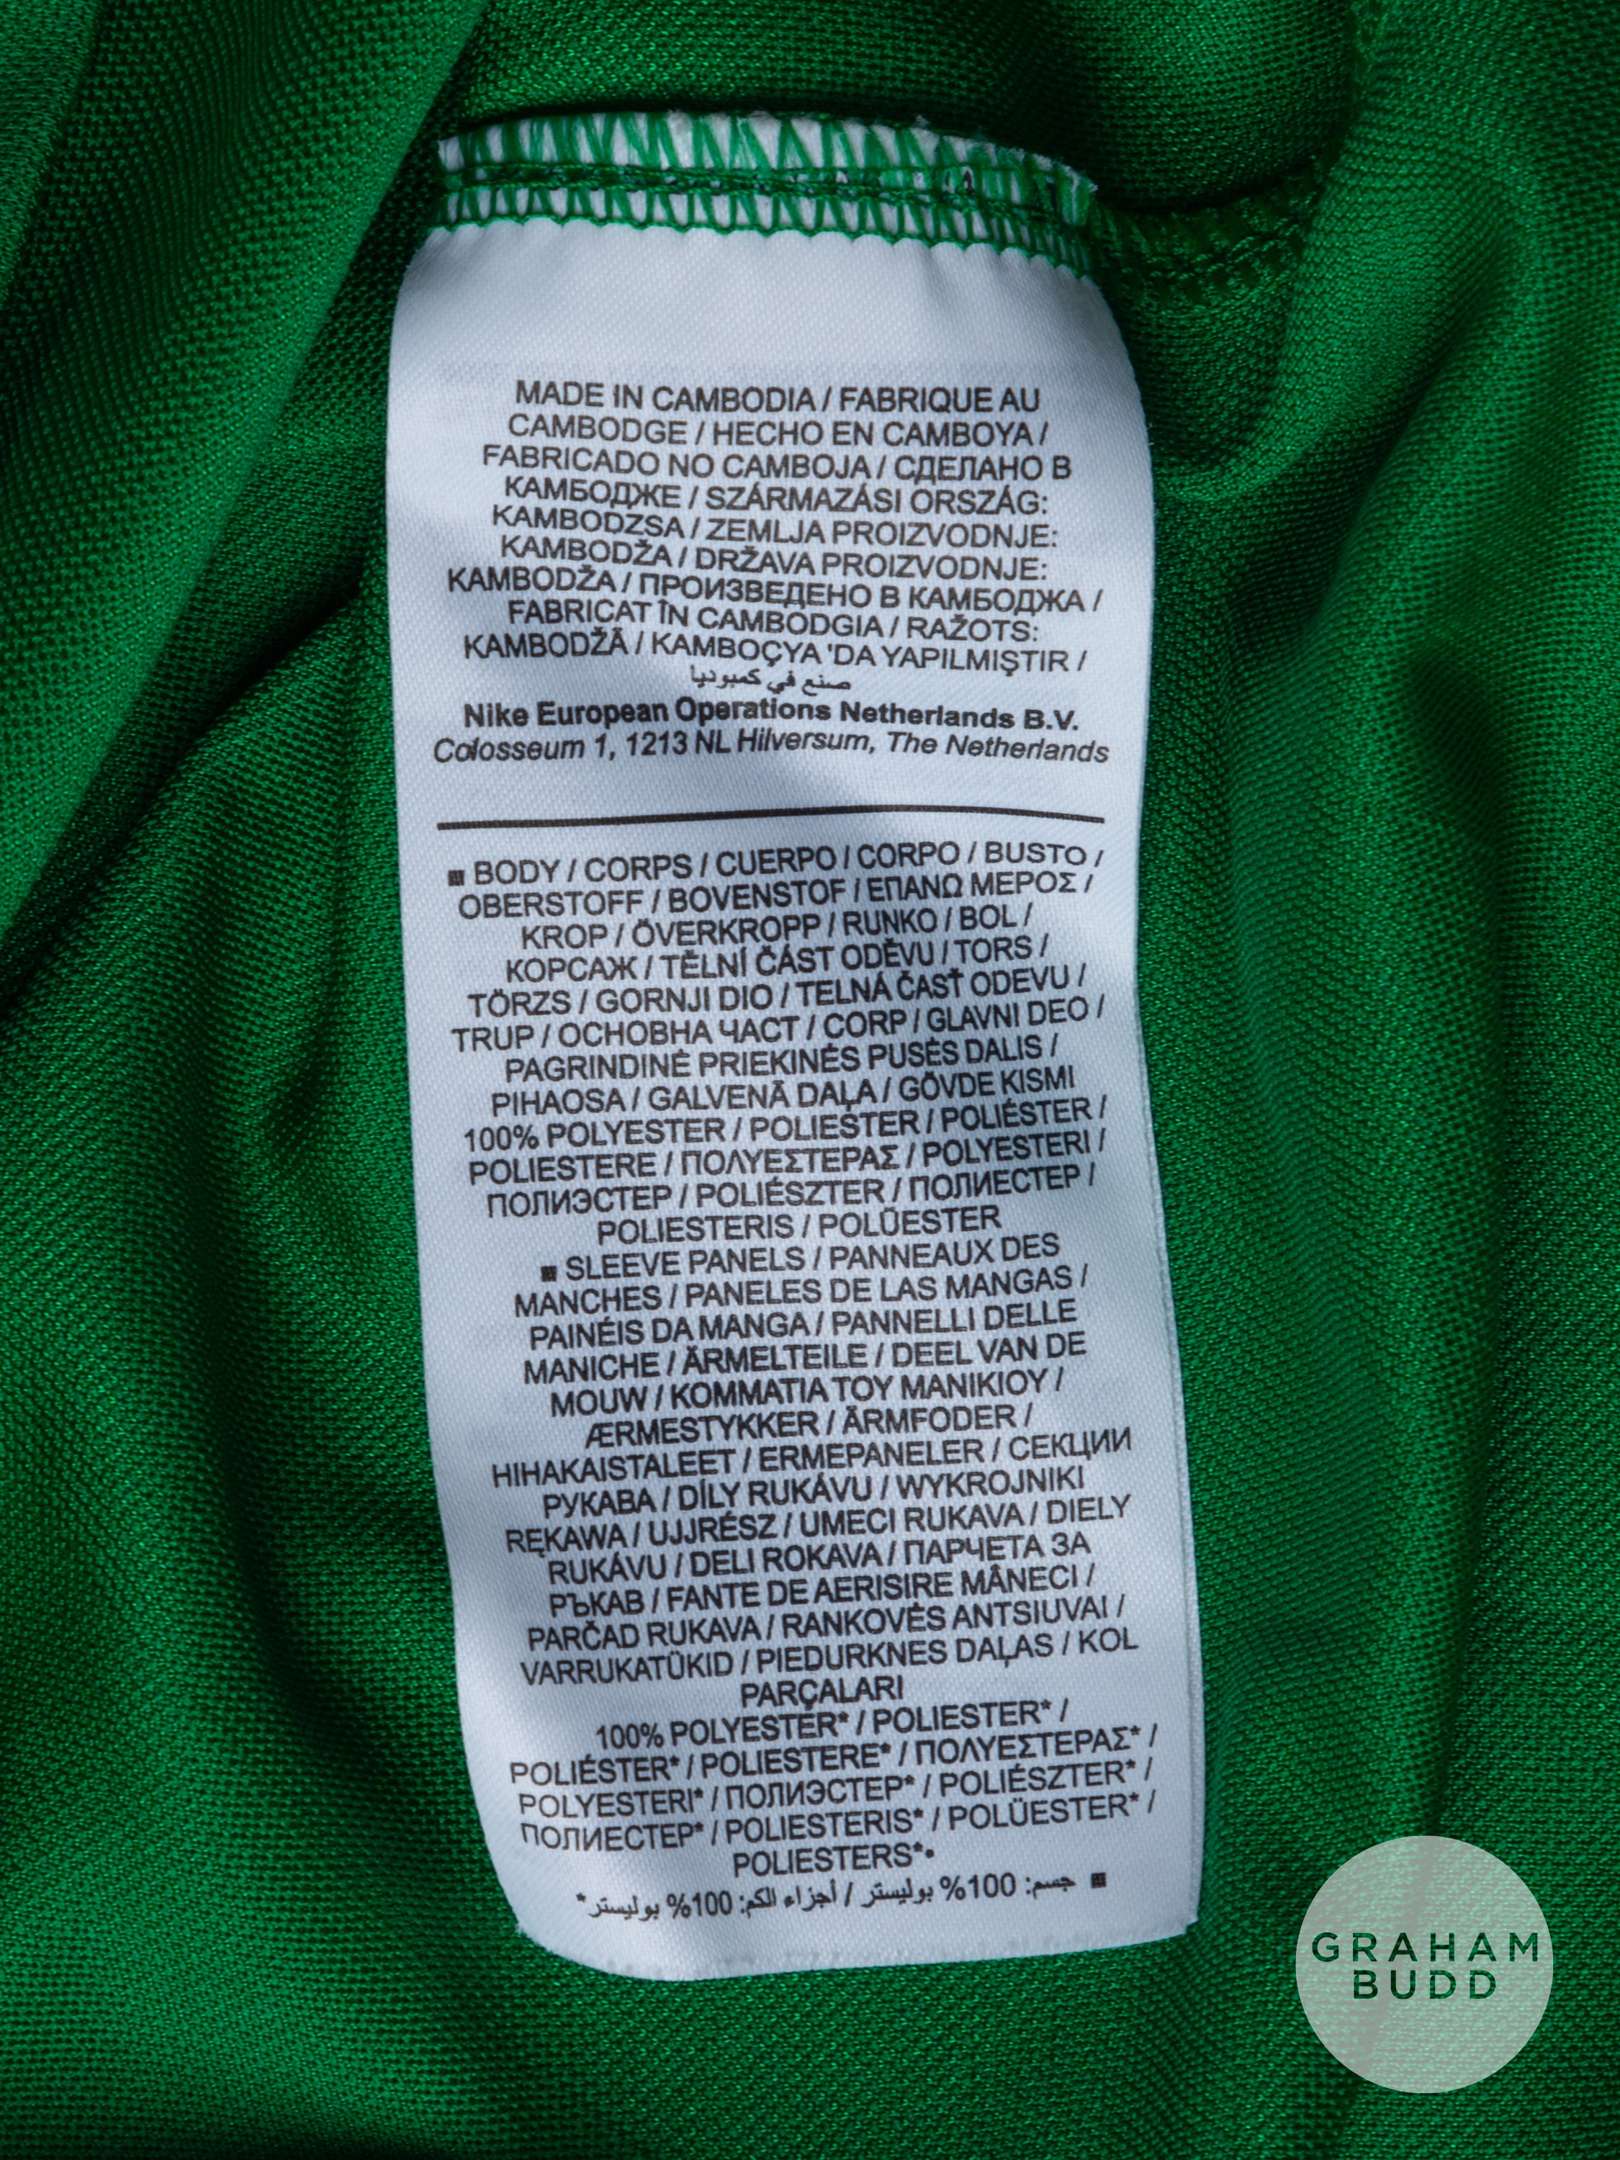 MADE IN CAMBODIA / FABRIQUE AU
CAMBODGE / HECHO EN CAMBOYA /
FABRICADO NO CAMBOJA / СДЕЛАНО В
КАМБОДЖЕ / SZÁRMAZÁSI ORSZÁG:
KAMBODZSA / ZEMLJA PROIZVODNJE:
KAMBODŽA / DRŽAVA PROIZVODNJE:
KAMBODŽA / ПРОИЗВЕДЕНО В КАМБОДЖА /
FABRICAT ÎN CAMBODGIA / RAŽOTS:
KAMBODŽĀ / KAMBOÇYA 'DA YAPILMIŞTIR /
صنع في كمبوديا
Nike European Operations Netherlands B.V.
Colosseum 1, 1213 NL Hilversum, The Netherlands
■ BODY / CORPS / CUERPO / CORPO / BUSTO /
OBERSTOFF / BOVENSTOF / ΕΠΑΝΩ ΜΕΡΟΣ /
KROP / ÖVERKROPP / RUNKO / BOL /
КОРСАЖ / TĚLNÍ ČÁST ODĚVU / TORS /
TÖRZS / GORNJI DIO / TELNÁ ČASŤ ODEVU /
TRUP / ОСНОВНА ЧАСТ / CORP / GLAVNI DEO /
PAGRINDINĖ PRIEKINĖS PUSĖS DALIS /
PIHAOSA / GALVENĀ DAĻA / GÖVDE KISMI
100% POLYESTER / POLIESTER / POLIÉSTER /
POLIESTERE / ΠΟΛΥΕΣΤΕΡΑΣ / POLYESTERI /
ПОЛИЭСТЕР / POLIÉSZTER / ПОЛИЕСТЕР /
POLIESTERIS / POLÜESTER
■ SLEEVE PANELS / PANNEAUX DES
MANCHES / PANELES DE LAS MANGAS /
PAINÉIS DA MANGA / PANNELLI DELLE
MANICHE / ÄRMELTEILE / DEEL VAN DE
MOUW / ΚΟΜΜΑΤΙΑ ΤΟΥ ΜΑΝΙΚΙΟΥ /
ÆRMESTYKKER / ÄRMFODER /
HIHAKAISTALEET / ERMEPANELER / СЕКЦИИ
РУКАВА / DÍLY RUKÁVU / WYKROJNIKI
RĘKAWA / UJJRÉSZ / UMECI RUKAVA / DIELY
RUKÁVU / DELI ROKAVA / ПАРЧЕТА ЗА
РЪКАВ / FANTE DE AERISIRE MÂNECI /
PARČAD RUKAVA / RANKOVĖS ANTSIUVAI /
VARRUKATÜKID / PIEDURKNES DAĻAS / KOL
PARÇALARI
100% POLYESTER* / POLIESTER* /
POLIÉSTER* / POLIESTERE* / ΠΟΛΥΕΣΤΕΡΑΣ* /
POLYESTERI* / ПОЛИЭСТЕР* / POLIÉSZTER* /
ПОЛИЕСТЕР* / POLIESTERIS* / POLÜESTER* /
POLIESTERS*•
■ جسم: 100% بوليستر / أجزاء الكم: 100% بوليستر*
GRAHAM
BUDD